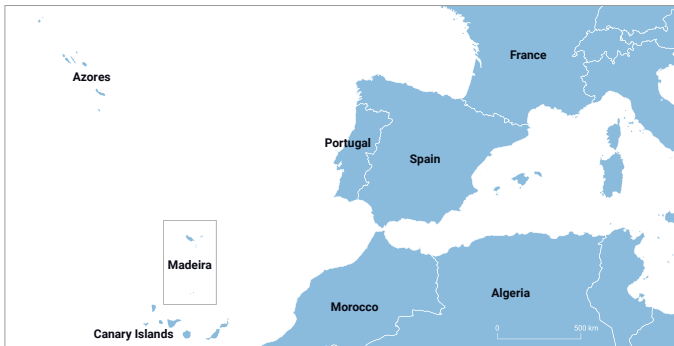 France
Azores
Portugal
Spain
Madeira
Algeria
Morocco
Canary Islands
0 500 km